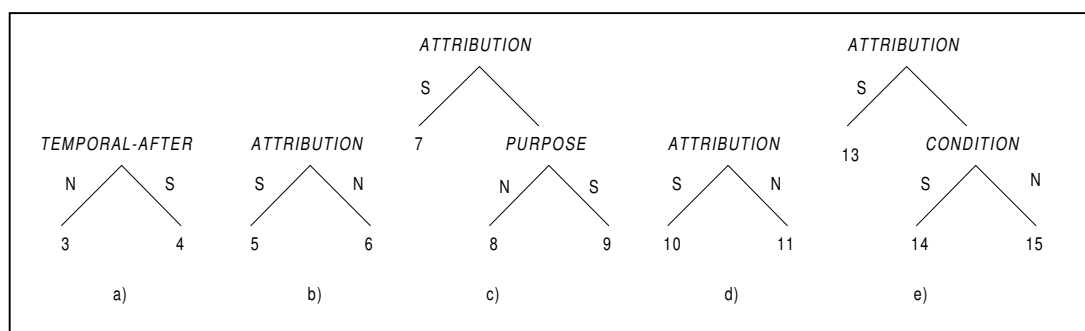 ATTRIBUTION ATTRIBUTION
S S
TEMPORAL-AFTER ATTRIBUTION 7 PURPOSE ATTRIBUTION 13 CONDITION
N S S N N S S N S N
3 4 5 6 8 9 10 11 14 15
a) b) c) d) e)